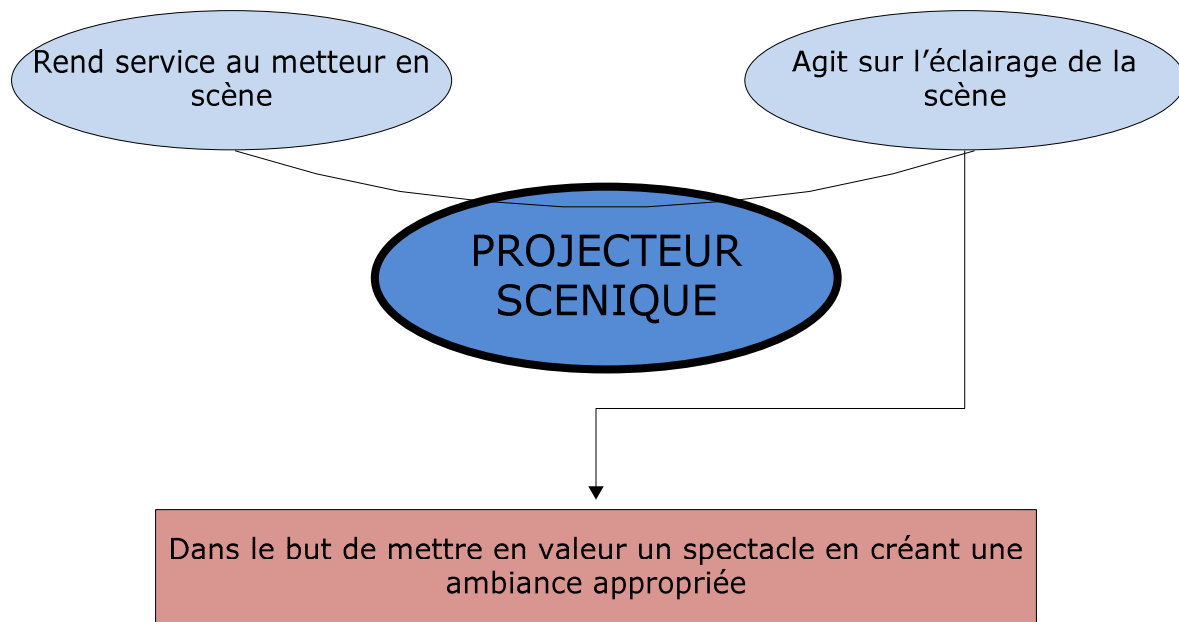 Rend service au metteur en
scène
Agit sur l’éclairage de la
scène
PROJECTEUR
SCENIQUE
Dans le but de mettre en valeur un spectacle en créant une
ambiance appropriée